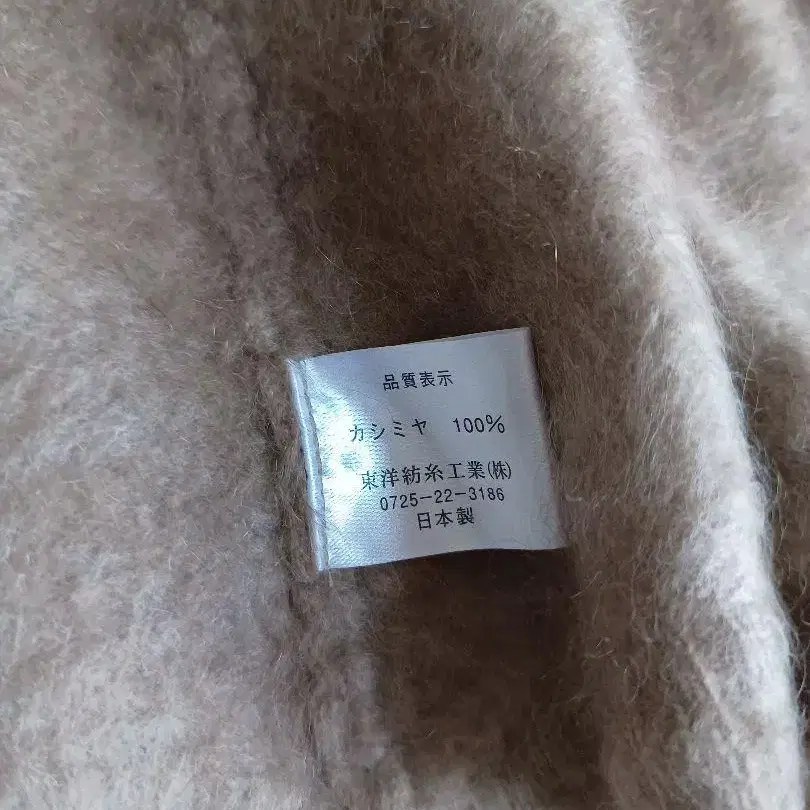 品質表示
カシミヤ 100%
東洋紡糸工業(株)
0725-22-3186
日本製